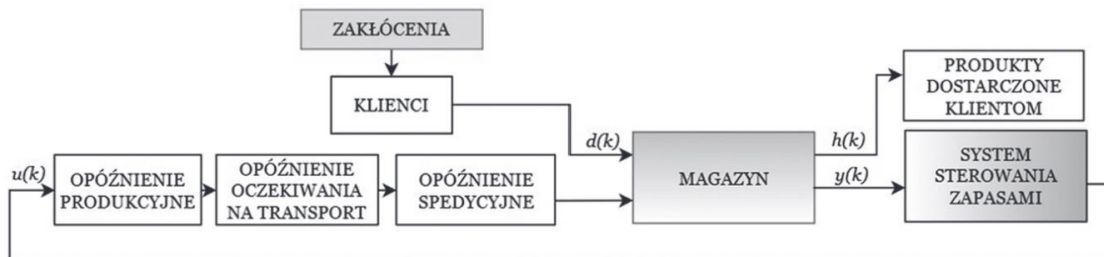 ZAKŁÓCENIA
KLIENCI
PRODUKTY
DOSTARCZONE
KLIENTOM
d(k)
h(k)
u(k)
OPÓŹNIENIE
PRODUKCYJNE
OPÓŹNIENIE
OCZEKIWANIA
NA TRANSPORT
OPÓŹNIENIE
SPEDYCYJNE
MAGAZYN
y(k)
SYSTEM
STEROWANIA
ZAPASAMI